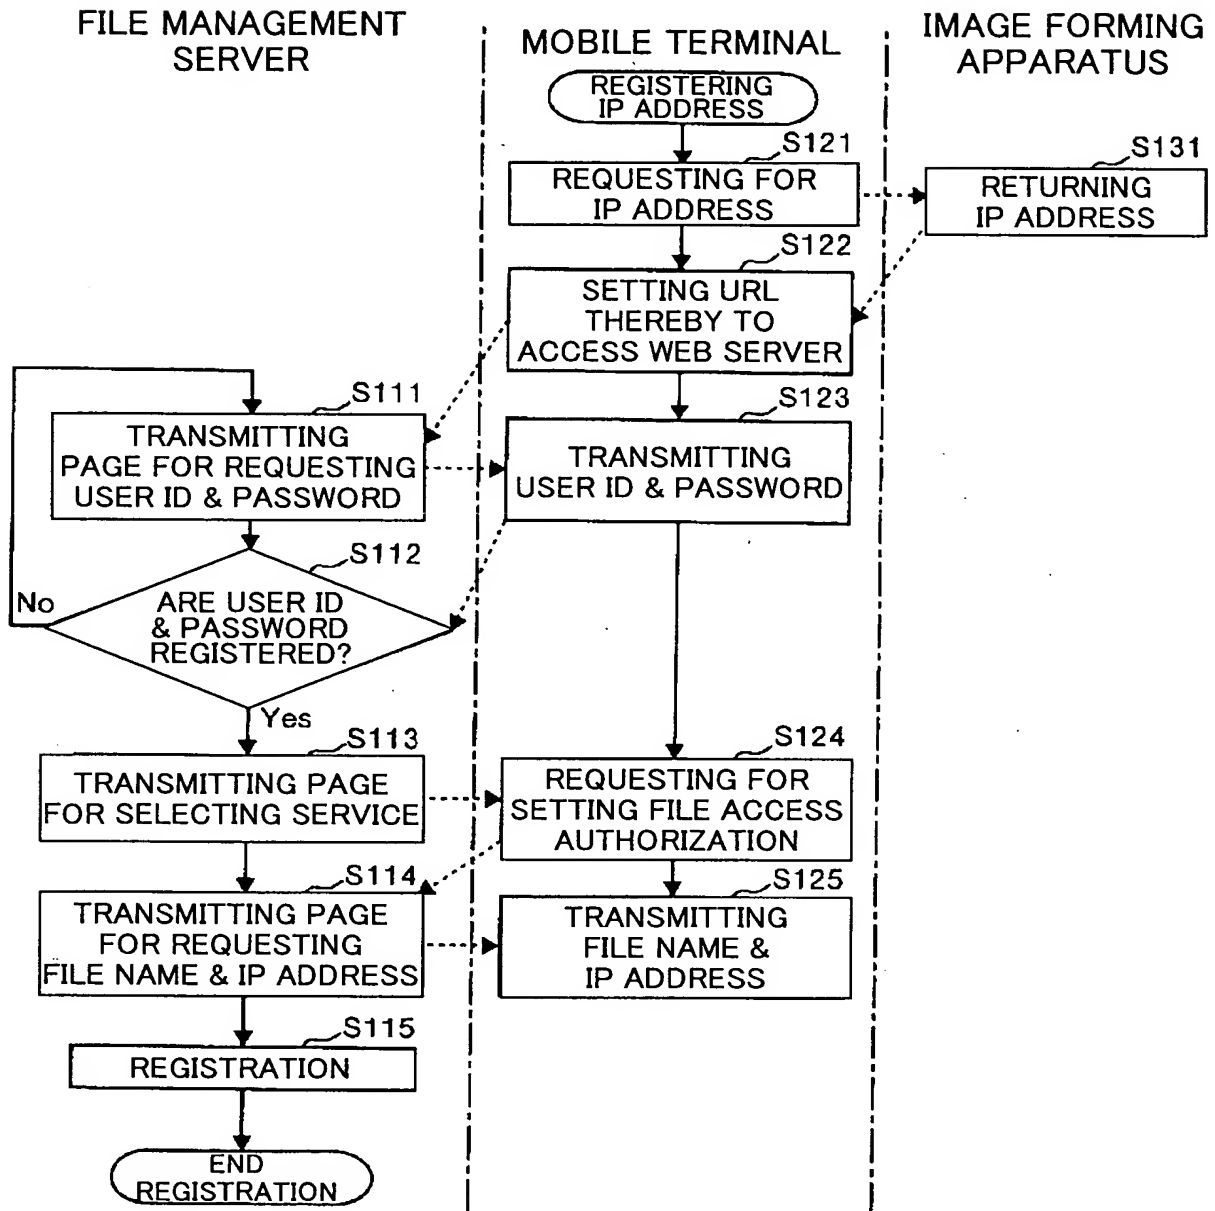 FILE MANAGEMENT
SERVER
MOBILE TERMINAL
IMAGE FORMING
APPARATUS
REGISTERING
IP ADDRESS
S121
REQUESTING FOR
IP ADDRESS
S131
RETURNING
IP ADDRESS
S122
SETTING URL
THEREBY TO
ACCESS WEB SERVER
S111
TRANSMITTING
PAGE FOR REQUESTING
USER ID & PASSWORD
S123
TRANSMITTING
USER ID & PASSWORD
S112
No
ARE USER ID
& PASSWORD
REGISTERED?
Yes
S113
TRANSMITTING PAGE
FOR SELECTING SERVICE
S124
REQUESTING FOR
SETTING FILE ACCESS
AUTHORIZATION
S114
TRANSMITTING PAGE
FOR REQUESTING
FILE NAME & IP ADDRESS
S125
TRANSMITTING
FILE NAME &
IP ADDRESS
S115
REGISTRATION
END
REGISTRATION